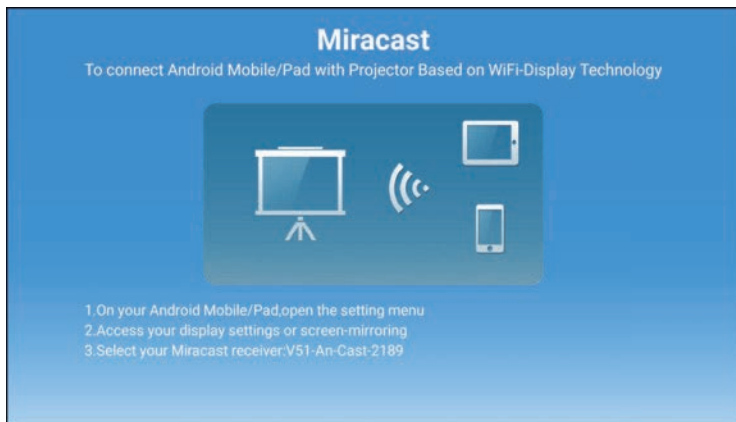 Miracast
To connect Android Mobile/Pad with Projector Based on WiFi-Display Technology
1.On your Android Mobile/Pad,open the setting menu
2.Access your display settings or screen-mirroring
3.Select your Miracast receiver:V51-An-Cast-2189